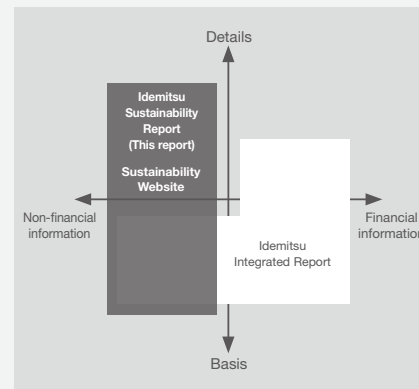 Details
Idemitsu
Sustainability
Report
(This report)
Sustainability
Website
Non-financial
information
Financial
information
Idemitsu
Integrated Report
Basis